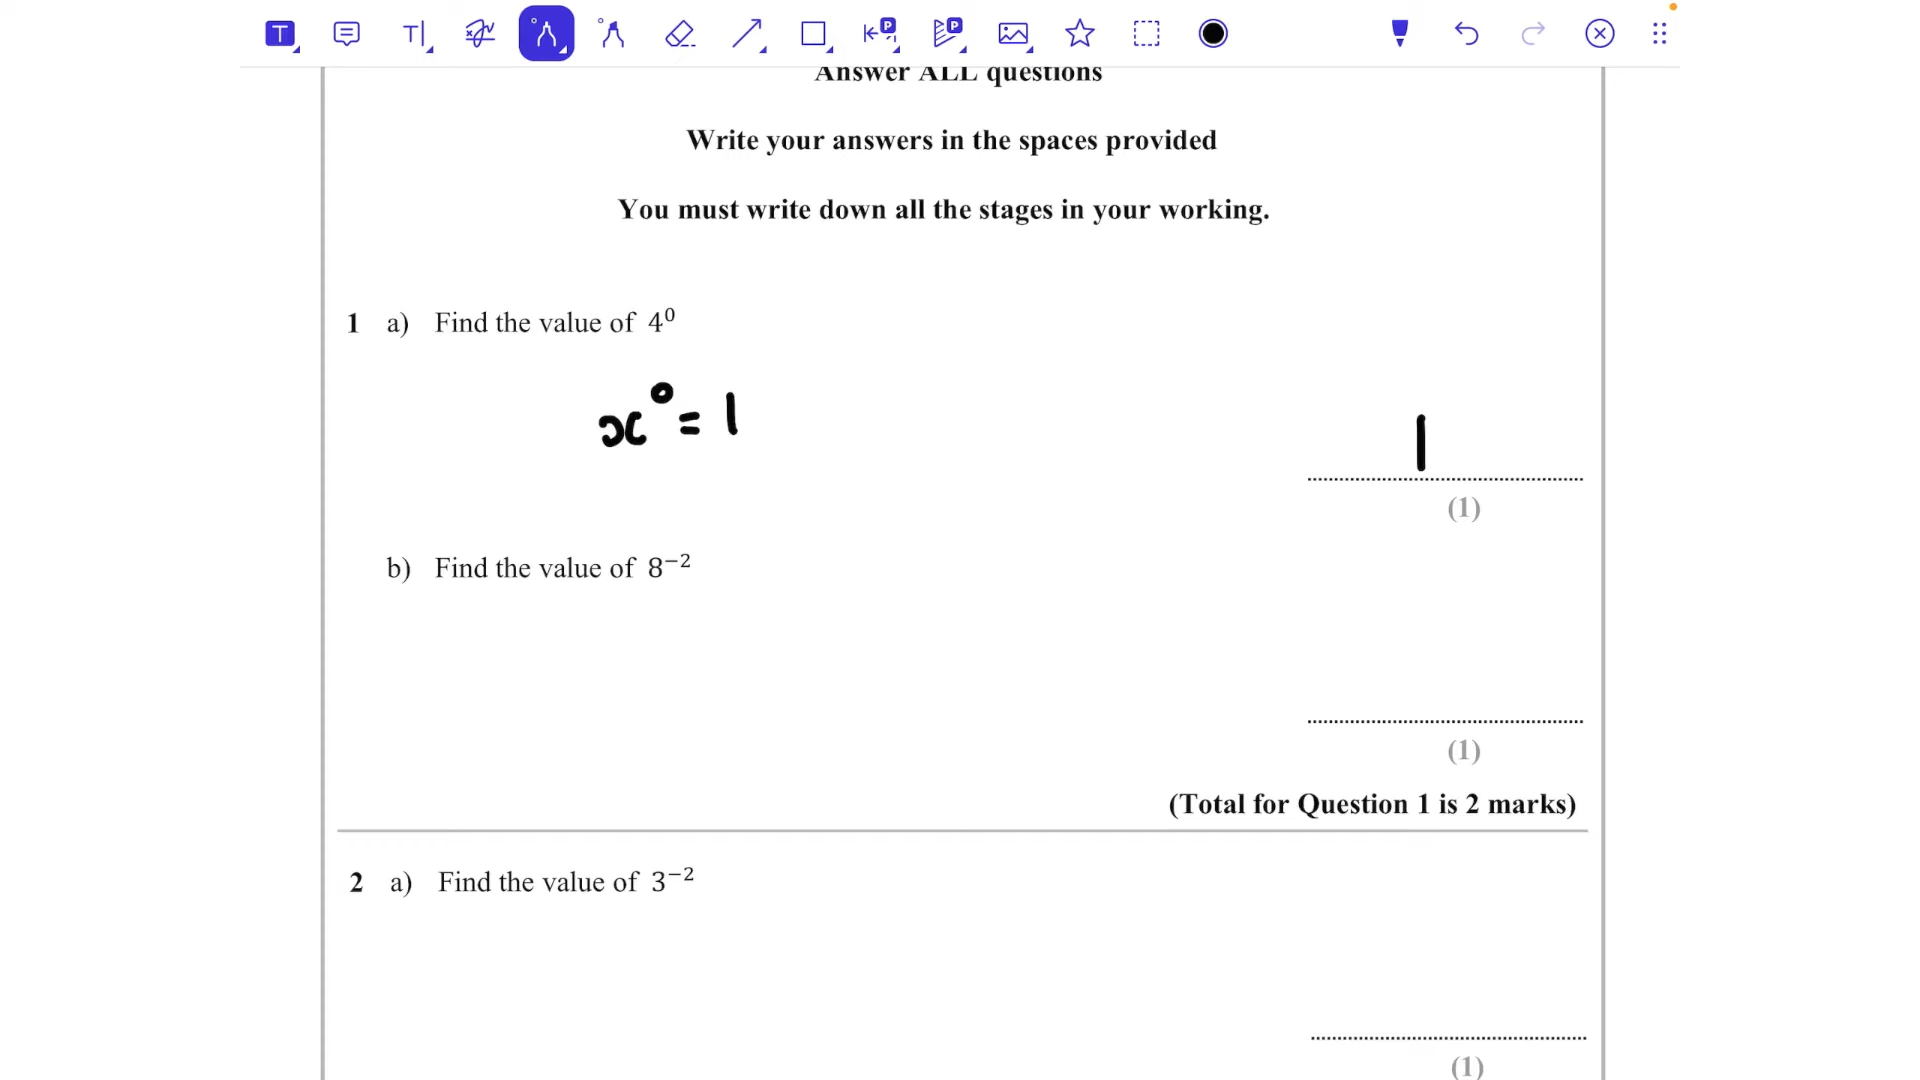 Answer ALL questions
Write your answers in the spaces provided
You must write down all the stages in your working.
1 a) Find the value of 4⁰
x⁰ = 1
1
(1)
b) Find the value of 8⁻²
(1)
(Total for Question 1 is 2 marks)
2 a) Find the value of 3⁻²
(1)